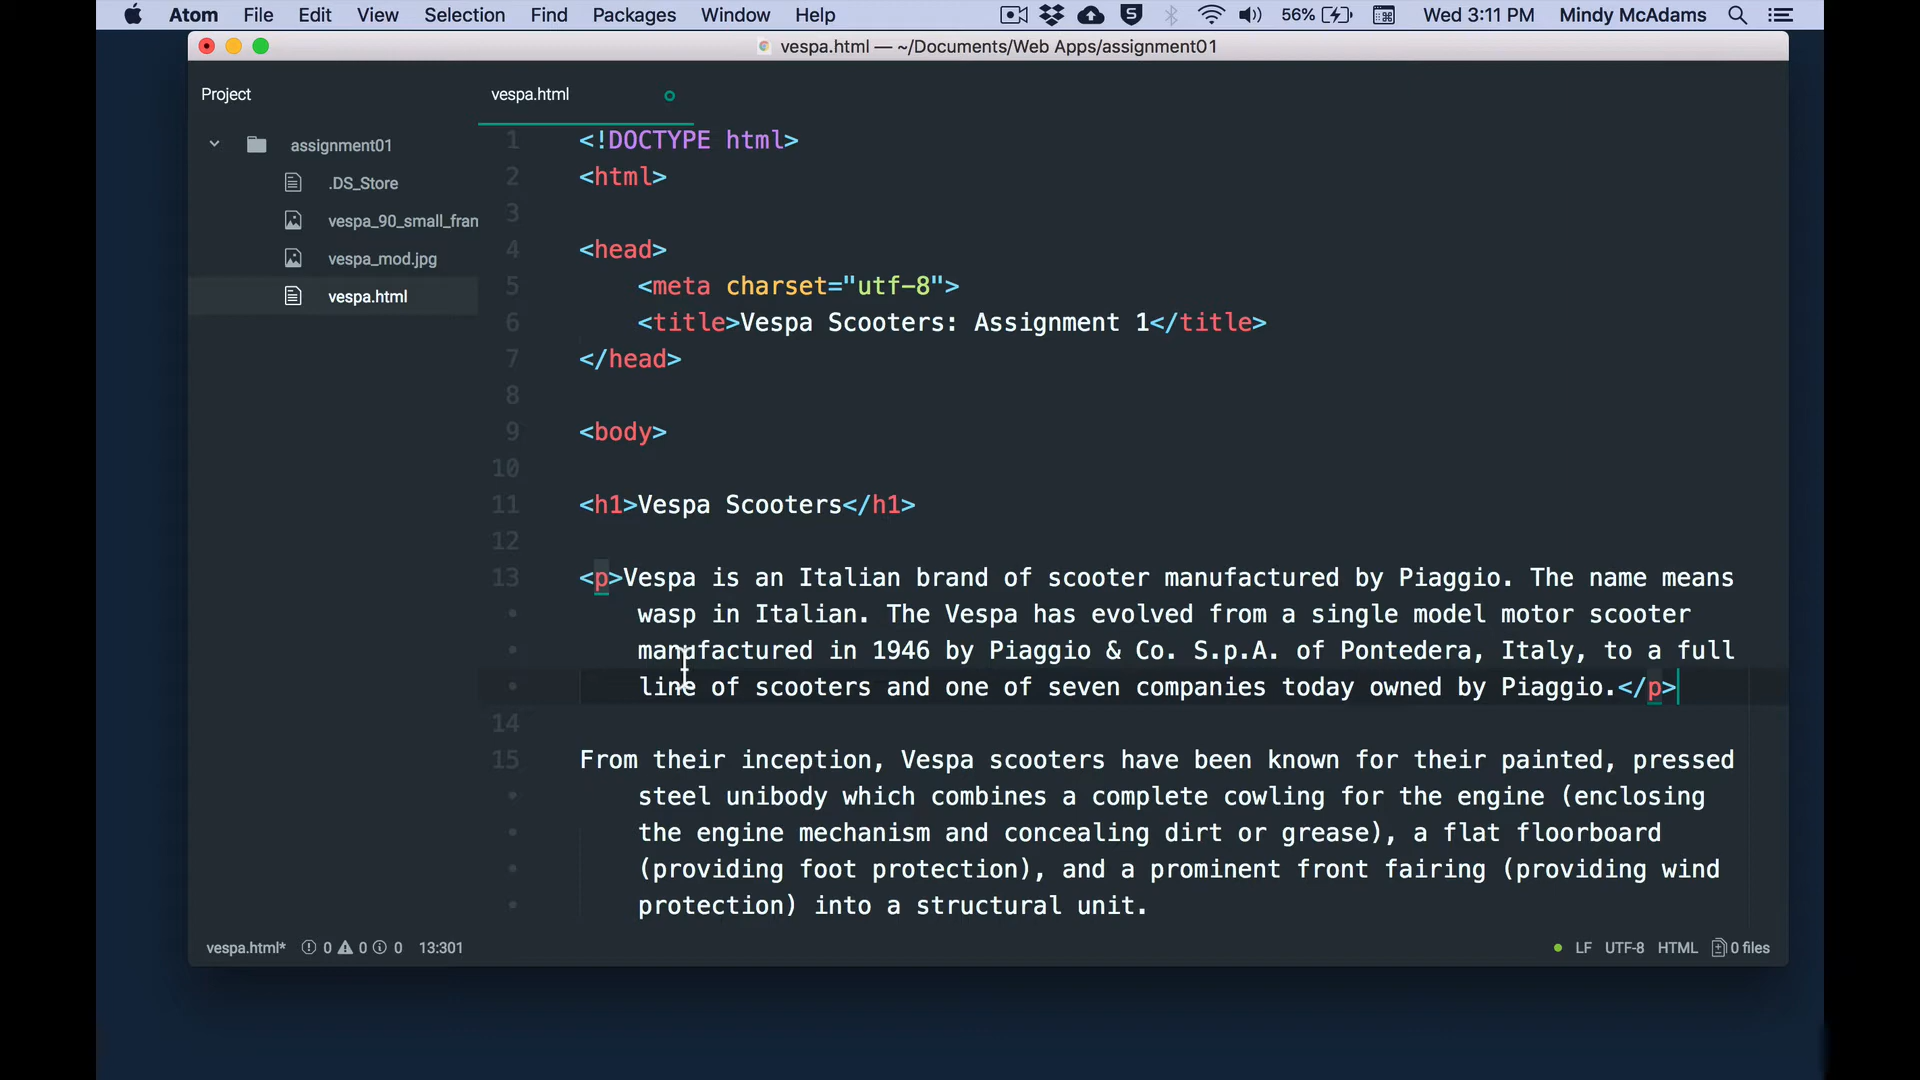 Atom File Edit View Selection Find Packages Window Help 56% Wed 3:11 PM Mindy McAdams
vespa.html — ~/Documents/Web Apps/assignment01
Project
assignment01
.DS_Store
vespa_90_small_fran
vespa_mod.jpg
vespa.html
vespa.html
1 <!DOCTYPE html>
2 <html>
3
4 <head>
5 <meta charset="utf-8">
6 <title>Vespa Scooters: Assignment 1</title>
7 </head>
8
9 <body>
10
11 <h1>Vespa Scooters</h1>
12
13 <p>Vespa is an Italian brand of scooter manufactured by Piaggio. The name means
wasp in Italian. The Vespa has evolved from a single model motor scooter
manufactured in 1946 by Piaggio & Co. S.p.A. of Pontedera, Italy, to a full
line of scooters and one of seven companies today owned by Piaggio.</p>
14
15 From their inception, Vespa scooters have been known for their painted, pressed
steel unibody which combines a complete cowling for the engine (enclosing
the engine mechanism and concealing dirt or grease), a flat floorboard
(providing foot protection), and a prominent front fairing (providing wind
protection) into a structural unit.
vespa.html* 0 0 0 13:301 LF UTF-8 HTML 0 files